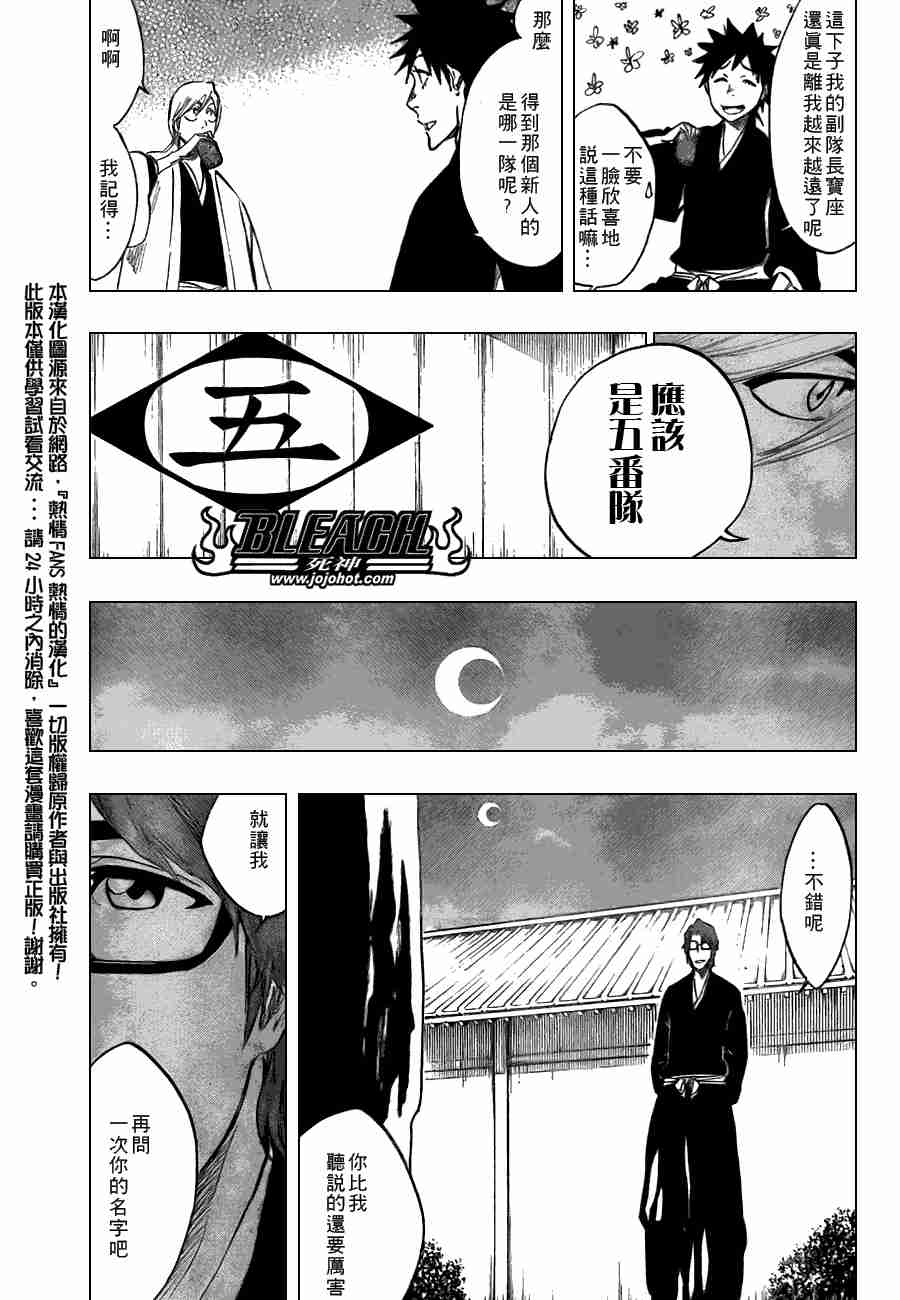 這下子我的副隊長寶座
還真是離我越來越遠了呢
不要
一臉欣喜地
說這種話嘛…
那麼
得到那個新人的
是哪一隊呢?
啊啊
我記得…
應該
是五番隊
五
BLEACH
死神
www.jojohot.com
…不錯呢
你比我
聽說的還要厲害
就讓我
再問
一次你的名字吧
本漢化圖源來自於網路,『熱情FANS熱情的漢化』一切版權歸原作者與出版社擁有!
此版本僅供學習試看交流…請24小時之內消除,喜歡這套漫畫請購買正版!謝謝。